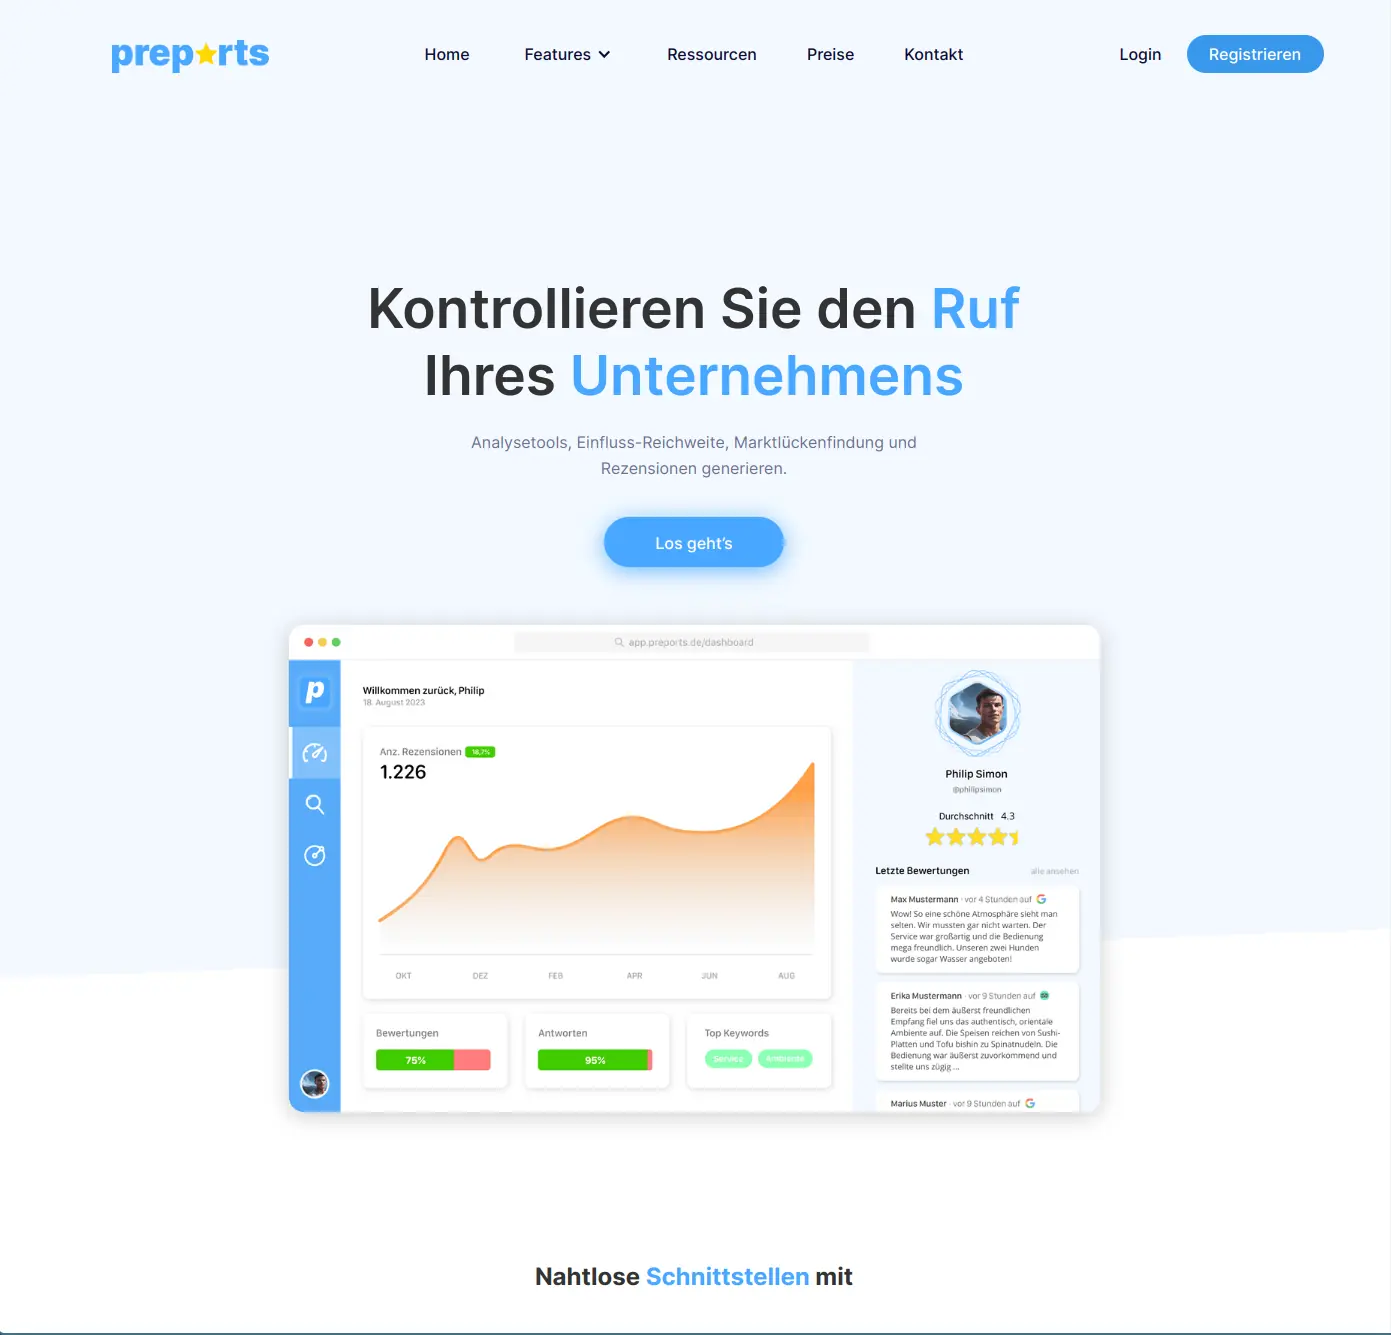 prep★rts
Home
Features
Ressourcen
Preise
Kontakt
Login
Registrieren
Kontrollieren Sie den Ruf
Ihres Unternehmens
Analysetools, Einfluss-Reichweite, Marktlückenfindung und
Rezensionen generieren.
Los geht's
app.preports.de/dashboard
p
Willkommen zurück, Philip
18. August 2023
Anz. Rezensionen 18,7%
1.226
OKT DEZ FEB APR JUN AUG
Bewertungen
75%
Antworten
95%
Top Keywords
Service Ambiente
Philip Simon
@philipsimon
Durchschnitt 4.3
Letzte Bewertungen alle ansehen
Max Mustermann · vor 4 Stunden auf G
Wow! So eine schöne Atmosphäre sieht man
selten. Wir mussten gar nicht warten. Der
Service war großartig und die Bedienung
mega freundlich. Unseren zwei Hunden
wurde sogar Wasser angeboten!
Erika Mustermann · vor 9 Stunden auf
Bereits bei dem äußerst freundlichen
Empfang fiel uns das authentisch, orientale
Ambiente auf. Die Speisen reichen von Sushi-
Platten und Tofu bishin zu Spinatnudeln. Die
Bedienung war äußerst zuvorkommend und
stellte uns zügig ...
Marius Muster · vor 9 Stunden auf G
Nahtlose Schnittstellen mit